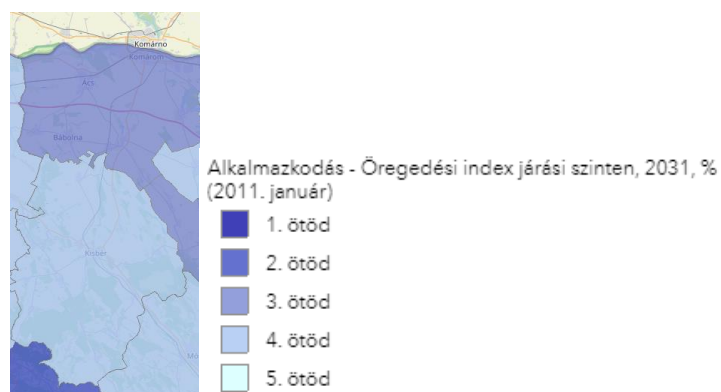 Komárno
Komárom
Ács
Bábolna
Kisbér
Alkalmazkodás - Öregedési index járási szinten, 2031, %
(2011. január)
1. ötöd
2. ötöd
3. ötöd
4. ötöd
5. ötöd